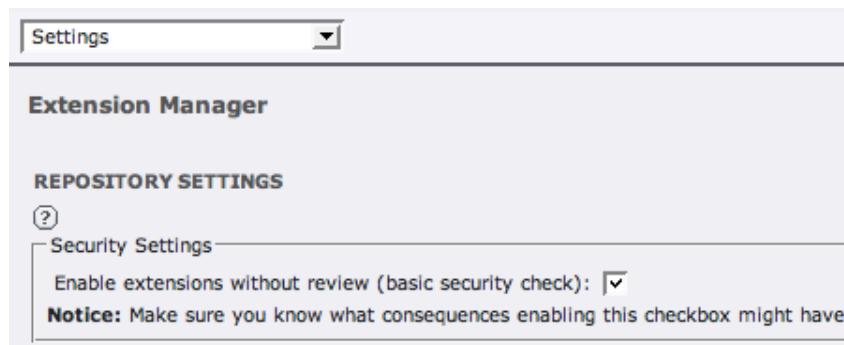 Settings
Extension Manager
REPOSITORY SETTINGS
?
Security Settings
Enable extensions without review (basic security check):
Notice: Make sure you know what consequences enabling this checkbox might have